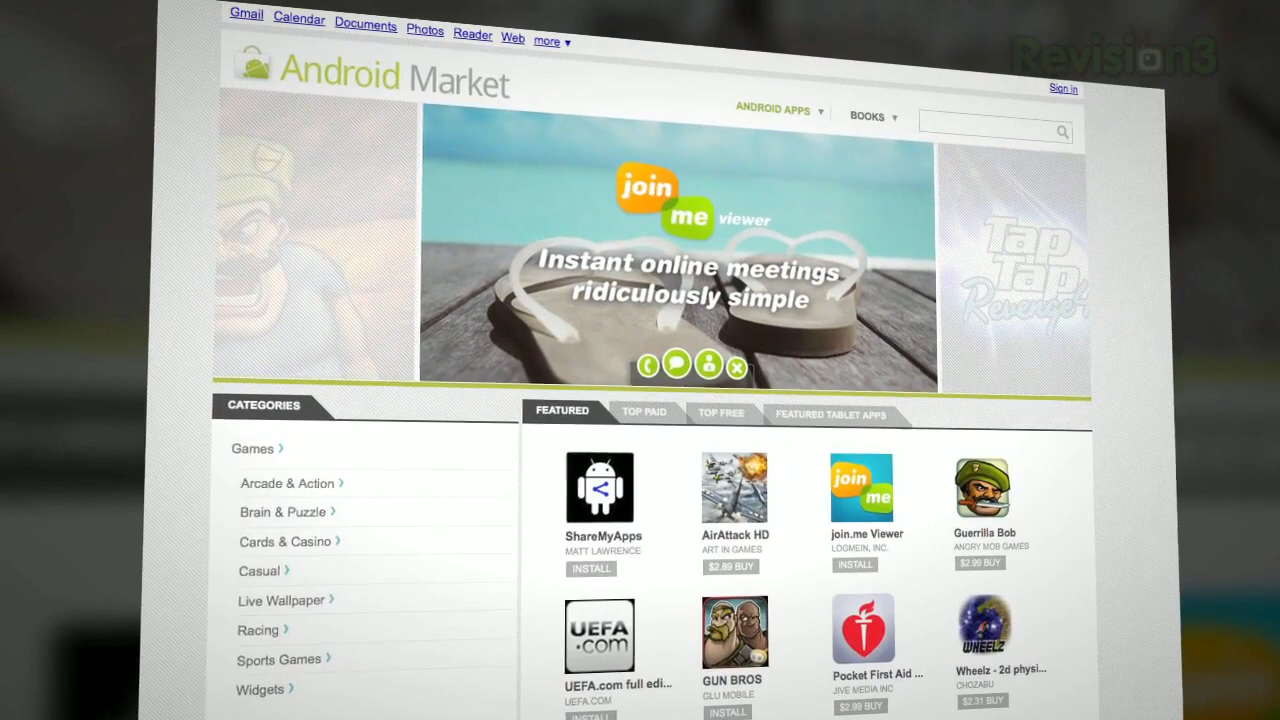 Gmail Calendar Documents Photos Reader Web more ▼
Revision3
Sign in
Android Market
ANDROID APPS ▼ BOOKS ▼
join
me viewer
Instant online meetings
ridiculously simple
Tap
Tap
Revenge
CATEGORIES
FEATURED TOP PAID TOP FREE FEATURED TABLET APPS
Games ›
Arcade & Action ›
Brain & Puzzle ›
Cards & Casino ›
Casual ›
Live Wallpaper ›
Racing ›
Sports Games ›
Widgets ›
join
me
ShareMyApps AirAttack HD join.me Viewer Guerrilla Bob
MATT LAWRENCE ART IN GAMES LOGMEIN, INC. ANGRY MOB GAMES
INSTALL $2.89 BUY INSTALL $2.99 BUY
UEFA
.com
WHEELZ
UEFA.com full edi... GUN BROS Pocket First Aid ... Wheelz - 2d physi...
UEFA.COM GLU MOBILE JIVE MEDIA INC CHOZABU
INSTALL INSTALL $2.99 BUY $2.31 BUY